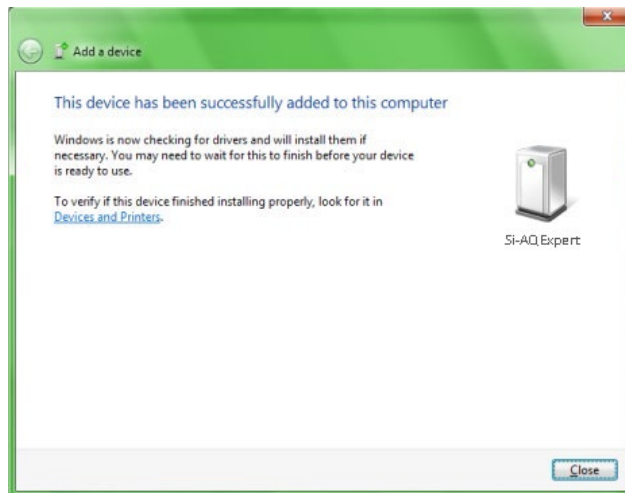 Add a device
This device has been successfully added to this computer
Windows is now checking for drivers and will install them if
necessary. You may need to wait for this to finish before your device
is ready to use.
To verify if this device finished installing properly, look for it in
Devices and Printers.
Si-AQ Expert
Close